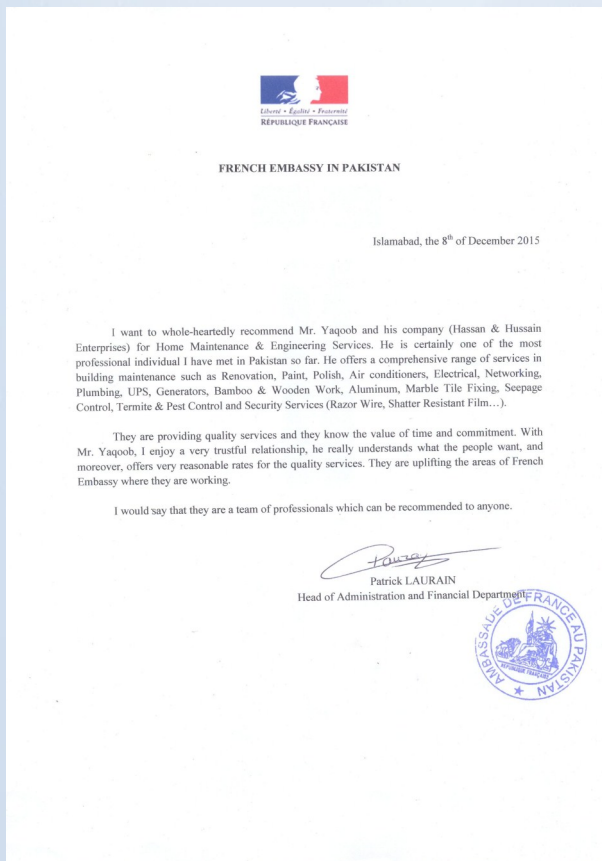 Liberté • Égalité • Fraternité
RÉPUBLIQUE FRANÇAISE
FRENCH EMBASSY IN PAKISTAN
Islamabad, the 8th of December 2015
I want to whole-heartedly recommend Mr. Yaqoob and his company (Hassan & Hussain
Enterprises) for Home Maintenance & Engineering Services. He is certainly one of the most
professional individual I have met in Pakistan so far. He offers a comprehensive range of services in
building maintenance such as Renovation, Paint, Polish, Air conditioners, Electrical, Networking,
Plumbing, UPS, Generators, Bamboo & Wooden Work, Aluminum, Marble Tile Fixing, Seepage
Control, Termite & Pest Control and Security Services (Razor Wire, Shatter Resistant Film…).
They are providing quality services and they know the value of time and commitment. With
Mr. Yaqoob, I enjoy a very trustful relationship, he really understands what the people want, and
moreover, offers very reasonable rates for the quality services. They are uplifting the areas of French
Embassy where they are working.
I would say that they are a team of professionals which can be recommended to anyone.
Patrick LAURAIN
Head of Administration and Financial Department
AMBASSADE DE FRANCE AU PAKISTAN
RÉPUBLIQUE FRANÇAISE